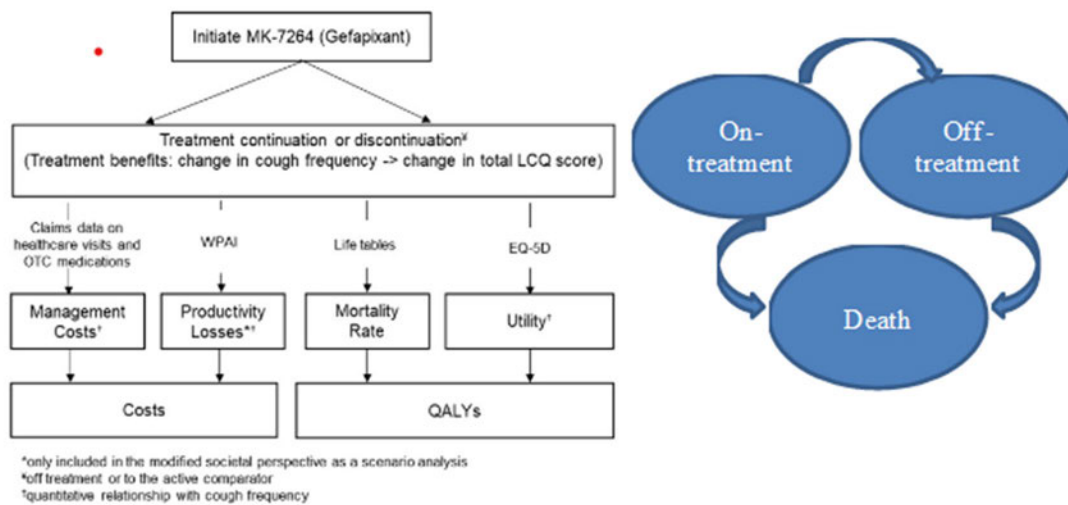 Initiate MK-7264 (Gefapixant)
Treatment continuation or discontinuation¥
(Treatment benefits: change in cough frequency -> change in total LCQ score)
Claims data on
healthcare visits and
OTC medications
WPAI
Life tables
EQ-5D
Management
Costs†
Productivity
Losses*†
Mortality
Rate
Utility†
Costs
QALYs
*only included in the modified societal perspective as a scenario analysis
¥off treatment or to the active comparator
†quantitative relationship with cough frequency
On-
treatment
Off-
treatment
Death